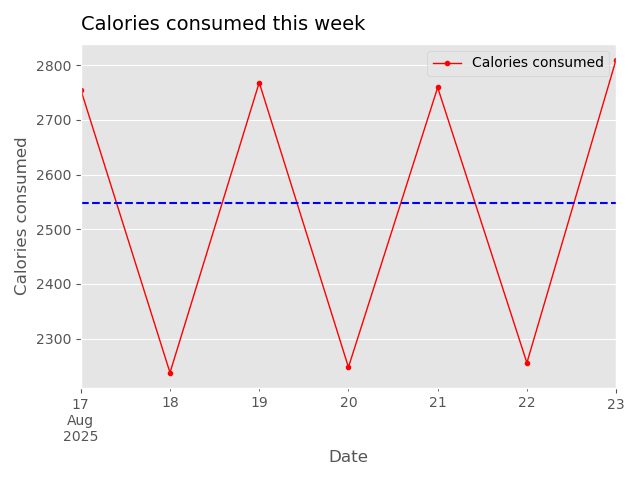 Calories consumed this week
Calories consumed
2800
2700
2600
2500
2400
2300
Calories consumed
17
Aug
2025
18
19
20
21
22
23
Date